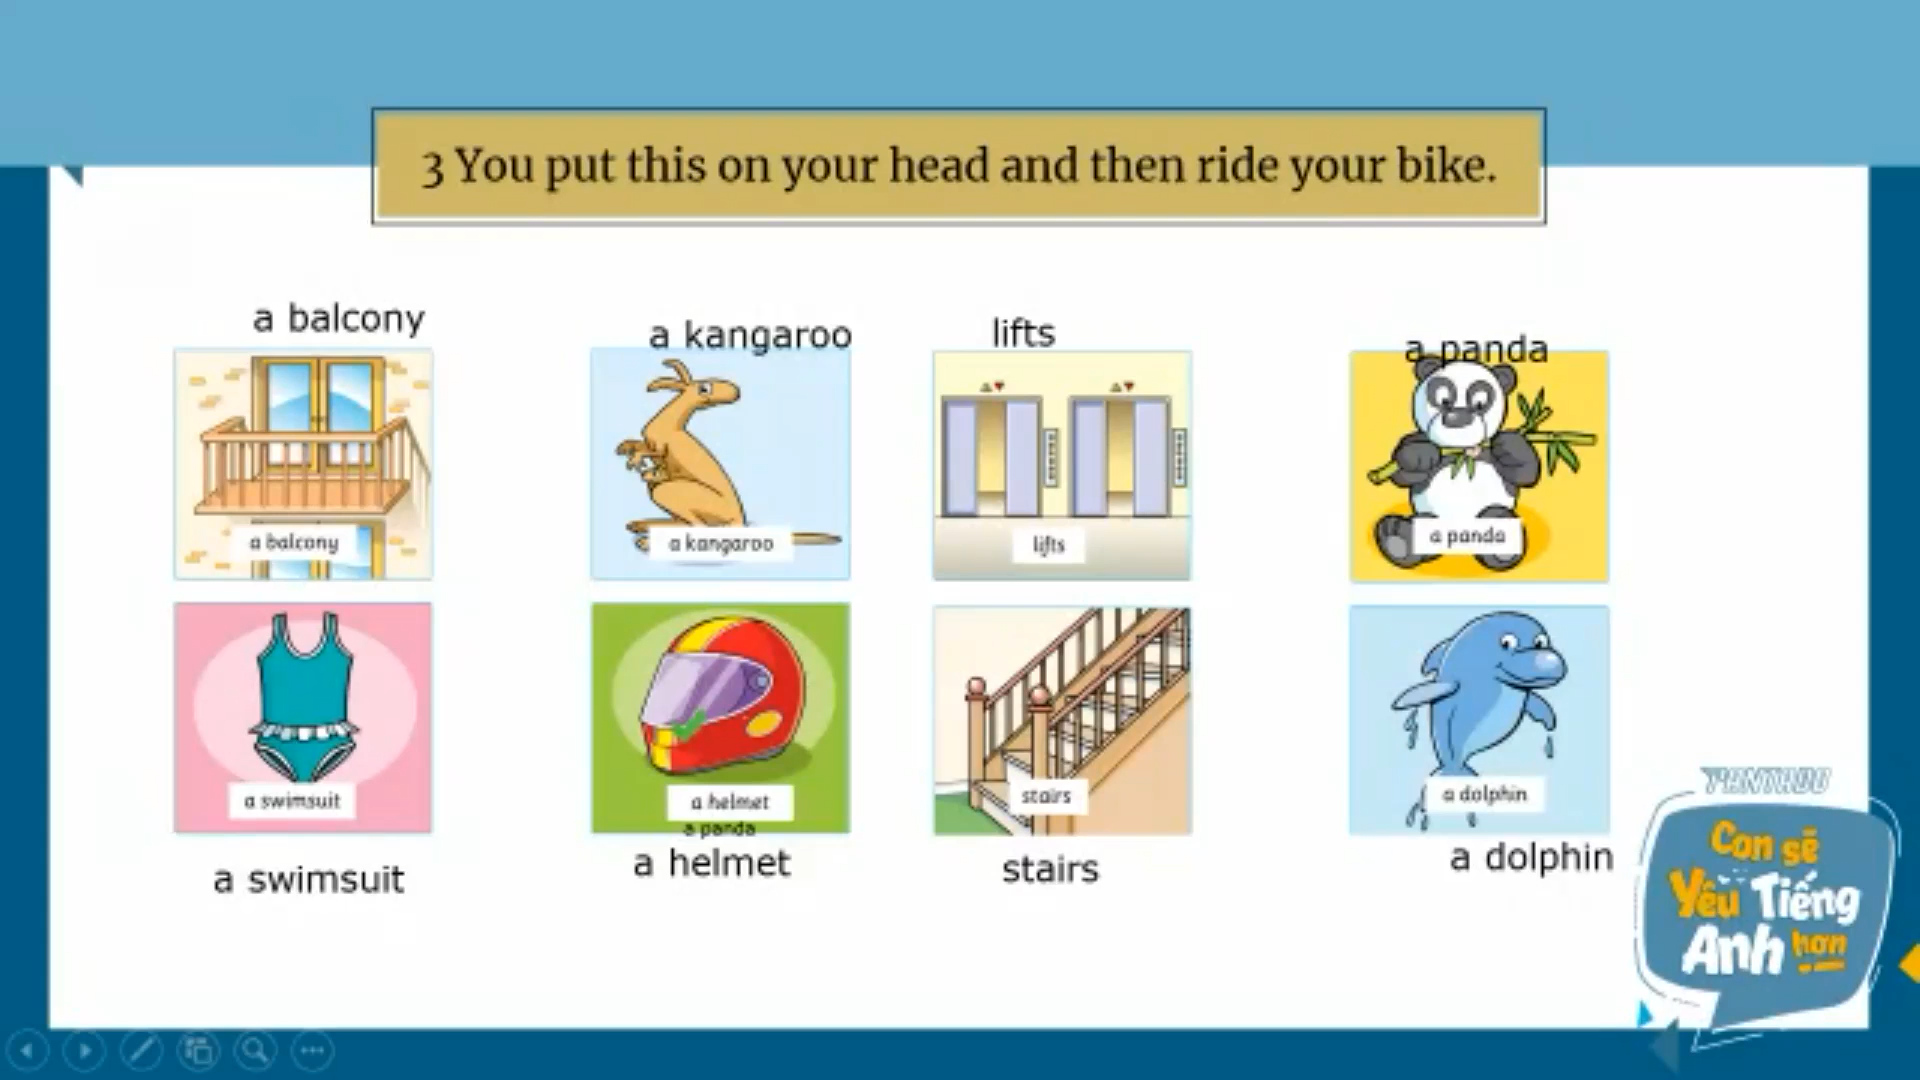 3 You put this on your head and then ride your bike.
a balcony
a kangaroo
lifts
a panda
a balcony
a kangaroo
lifts
a panda
a swimsuit
a helmet
stairs
a dolphin
a panda
a swimsuit
a helmet
stairs
a dolphin
PANTADO
Con sẽ
Yêu Tiếng
Anh hơn